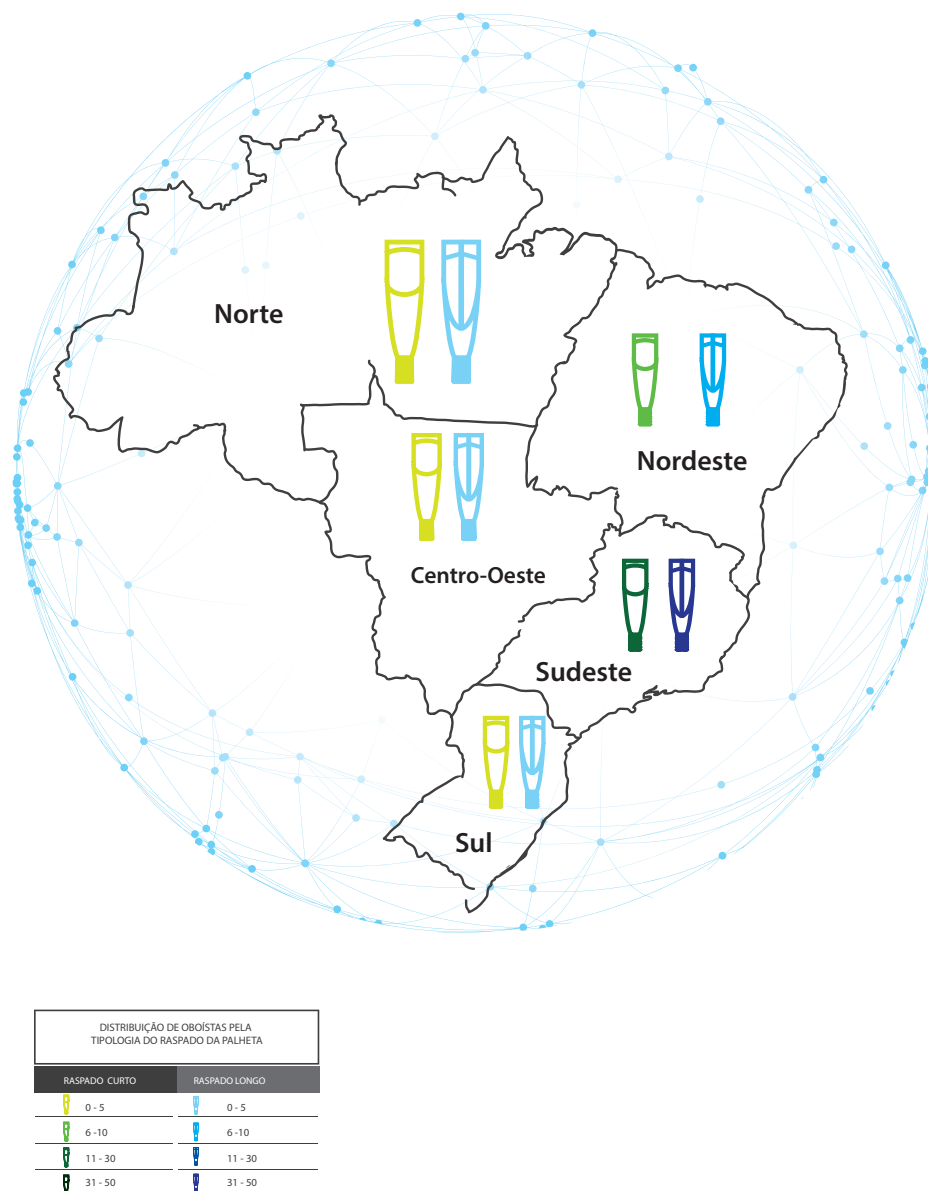 Norte
Nordeste
Centro-Oeste
Sudeste
Sul
DISTRIBUIÇÃO DE OBOÍSTAS PELA
TIPOLOGIA DO RASPADO DA PALHETA
RASPADO CURTO RASPADO LONGO
0 - 5 0 - 5
6 -10 6 -10
11 - 30 11 - 30
31 - 50 31 - 50